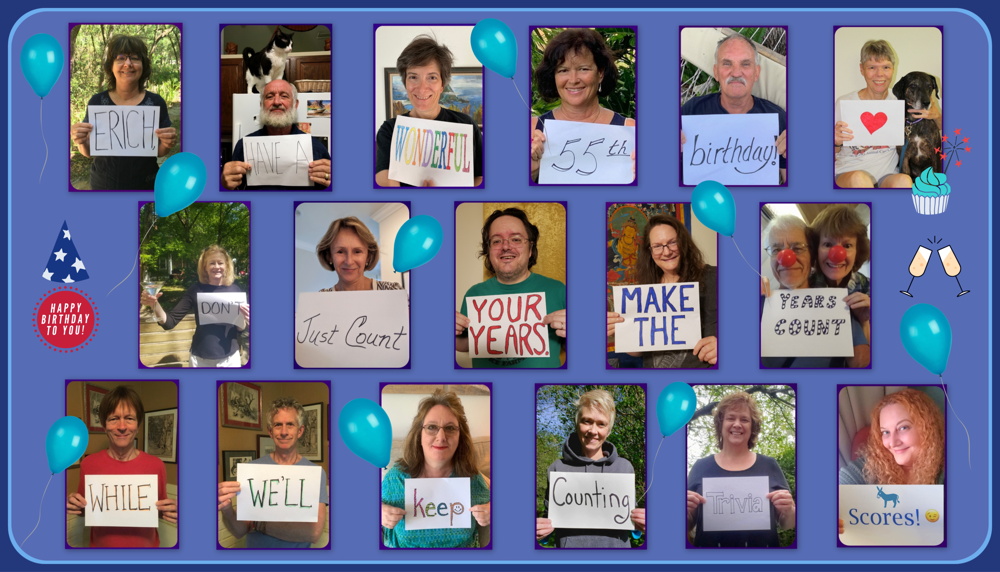 ERICH,
HAVE A
WONDERFUL
55th
birthday!
DON'T
Just Count
YOUR
YEARS.
MAKE
THE
YEARS
COUNT
HAPPY
BIRTHDAY
TO YOU!
WHILE
WE'LL
keep
Counting
Trivia
Scores!